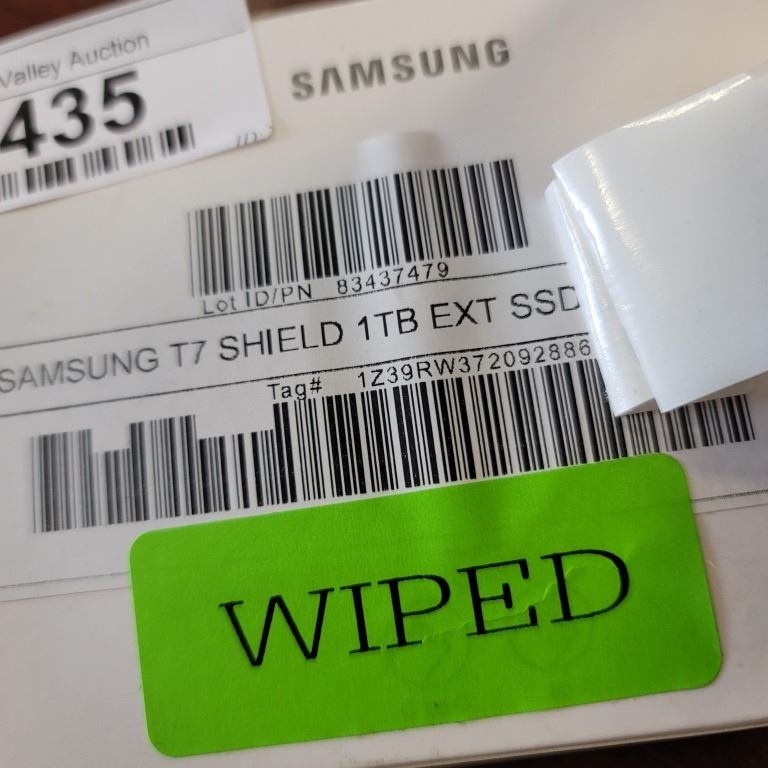 Valley Auction
435
SAMSUNG
Lot ID/PN 83437479
SAMSUNG T7 SHIELD 1TB EXT SSD
Tag# 1Z39RW372092886
WIPED